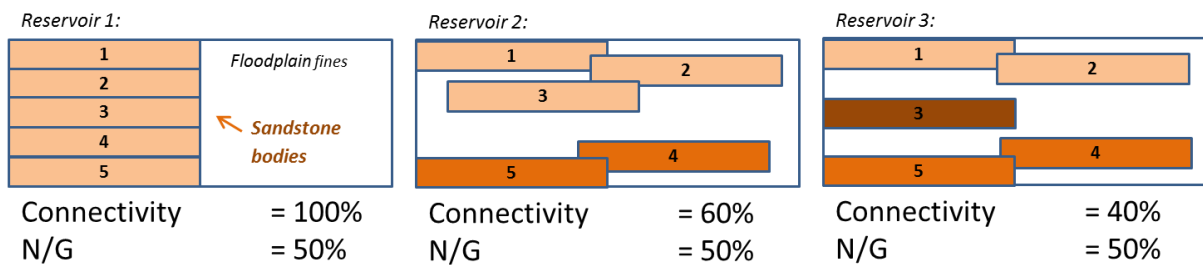 Reservoir 1:
1
2
3
4
5
Floodplain fines
Sandstone
bodies
Connectivity = 100%
N/G = 50%
Reservoir 2:
1
2
3
4
5
Connectivity = 60%
N/G = 50%
Reservoir 3:
1
2
3
4
5
Connectivity = 40%
N/G = 50%